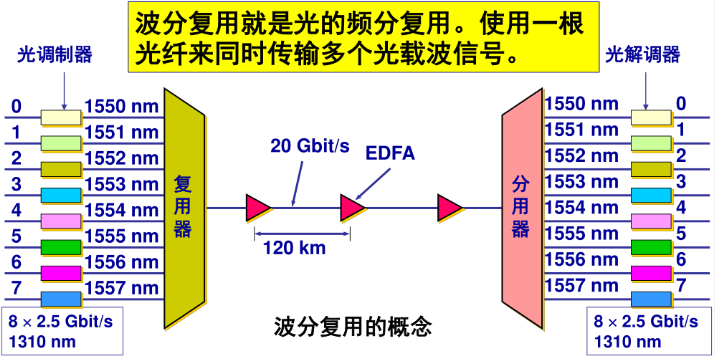 波分复用就是光的频分复用。使用一根
光纤来同时传输多个光载波信号。
光调制器
光解调器
0 1550 nm
1 1551 nm
2 1552 nm
3 1553 nm
4 1554 nm
5 1555 nm
6 1556 nm
7 1557 nm
8 × 2.5 Gbit/s
1310 nm
复用器
20 Gbit/s
EDFA
120 km
分用器
1550 nm 0
1551 nm 1
1552 nm 2
1553 nm 3
1554 nm 4
1555 nm 5
1556 nm 6
1557 nm 7
8 × 2.5 Gbit/s
1310 nm
波分复用的概念